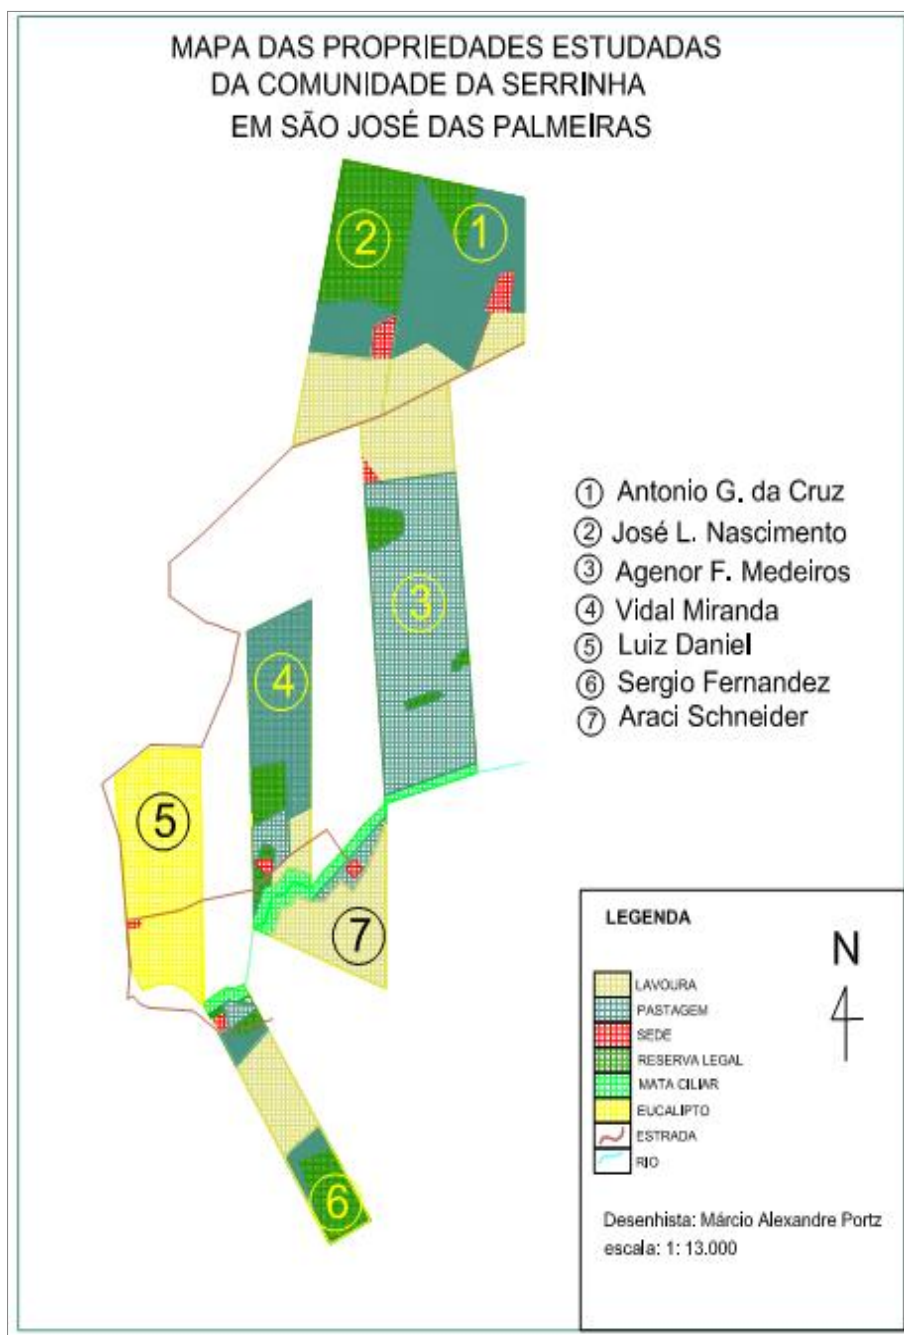 MAPA DAS PROPRIEDADES ESTUDADAS
DA COMUNIDADE DA SERRINHA
EM SÃO JOSÉ DAS PALMEIRAS
2
1
3
4
5
7
6
1 Antonio G. da Cruz
2 José L. Nascimento
3 Agenor F. Medeiros
4 Vidal Miranda
5 Luiz Daniel
6 Sergio Fernandez
7 Araci Schneider
LEGENDA
N
LAVOURA
PASTAGEM
SEDE
RESERVA LEGAL
MATA CILIAR
EUCALIPTO
ESTRADA
RIO
Desenhista: Márcio Alexandre Portz
escala: 1: 13.000